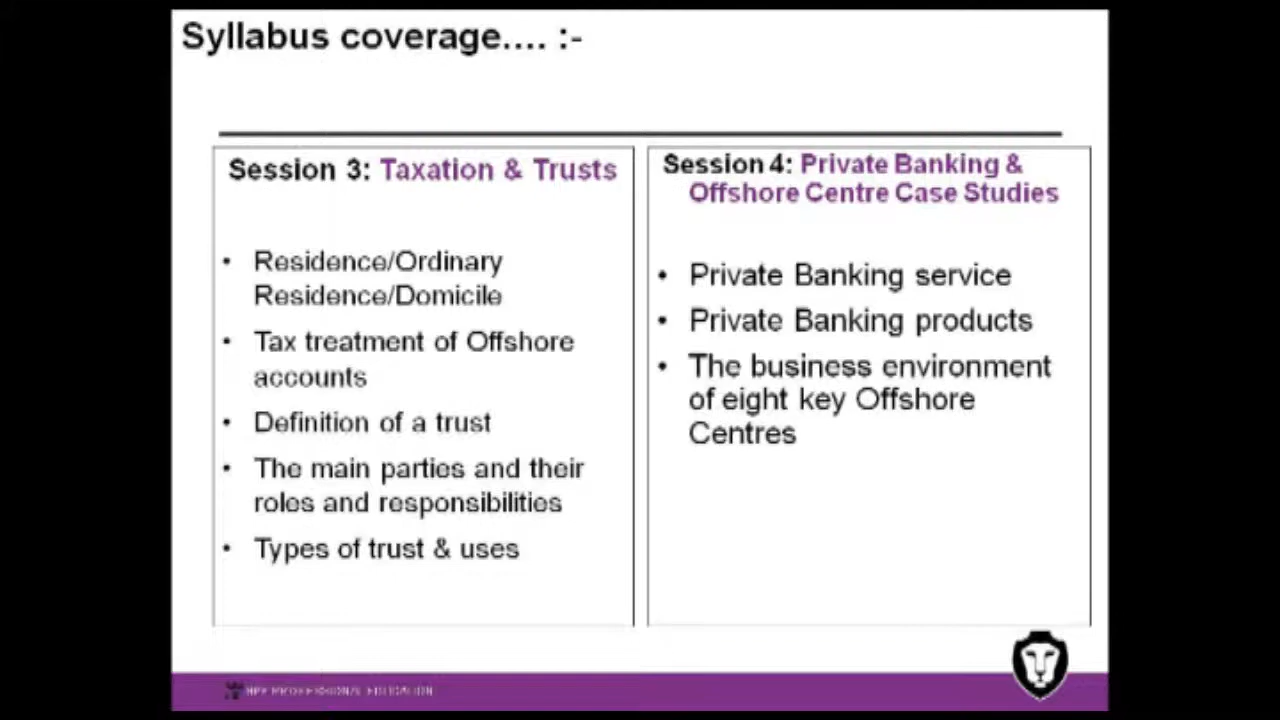 Syllabus coverage.... :-
Session 3: Taxation & Trusts
• Residence/Ordinary
Residence/Domicile
• Tax treatment of Offshore
accounts
• Definition of a trust
• The main parties and their
roles and responsibilities
• Types of trust & uses
Session 4: Private Banking &
Offshore Centre Case Studies
• Private Banking service
• Private Banking products
• The business environment
of eight key Offshore
Centres
PROFESSIONAL EDUCATION